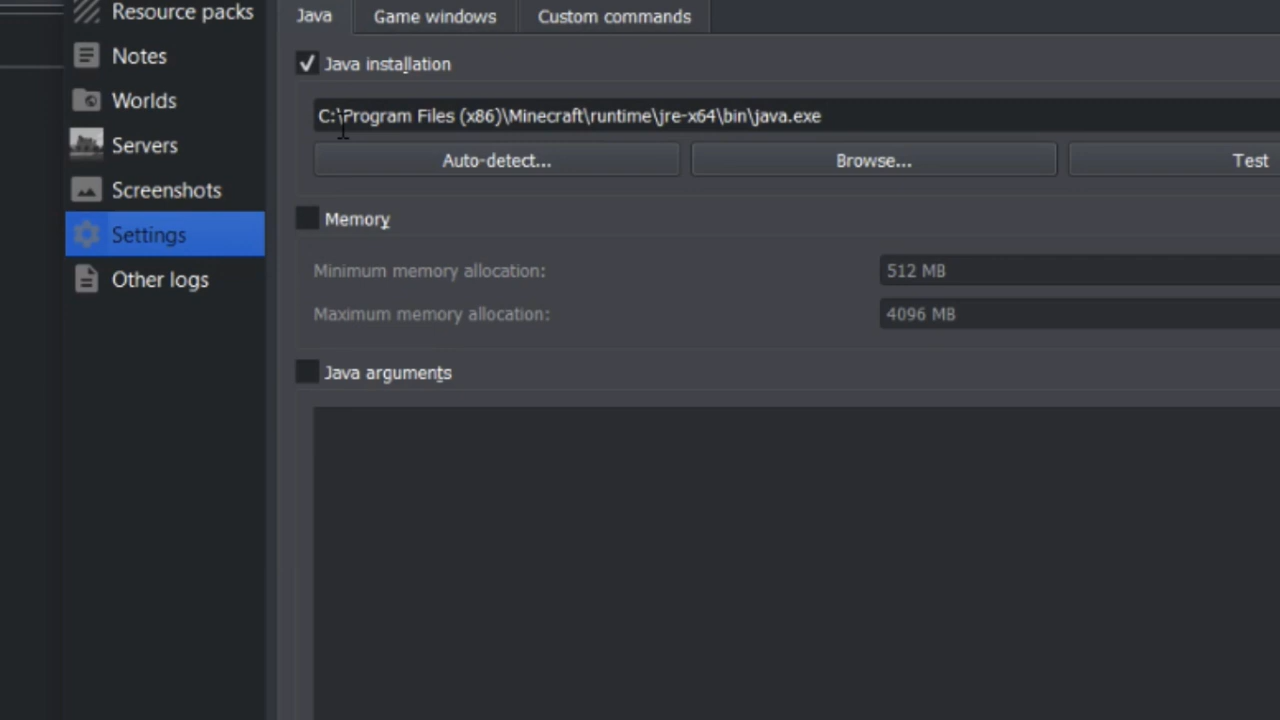 Resource packs
Notes
Worlds
Servers
Screenshots
Settings
Other logs
Java
Game windows
Custom commands
Java installation
C:\Program Files (x86)\Minecraft\runtime\jre-x64\bin\java.exe
Auto-detect...
Browse...
Test
Memory
Minimum memory allocation:
512 MB
Maximum memory allocation:
4096 MB
Java arguments